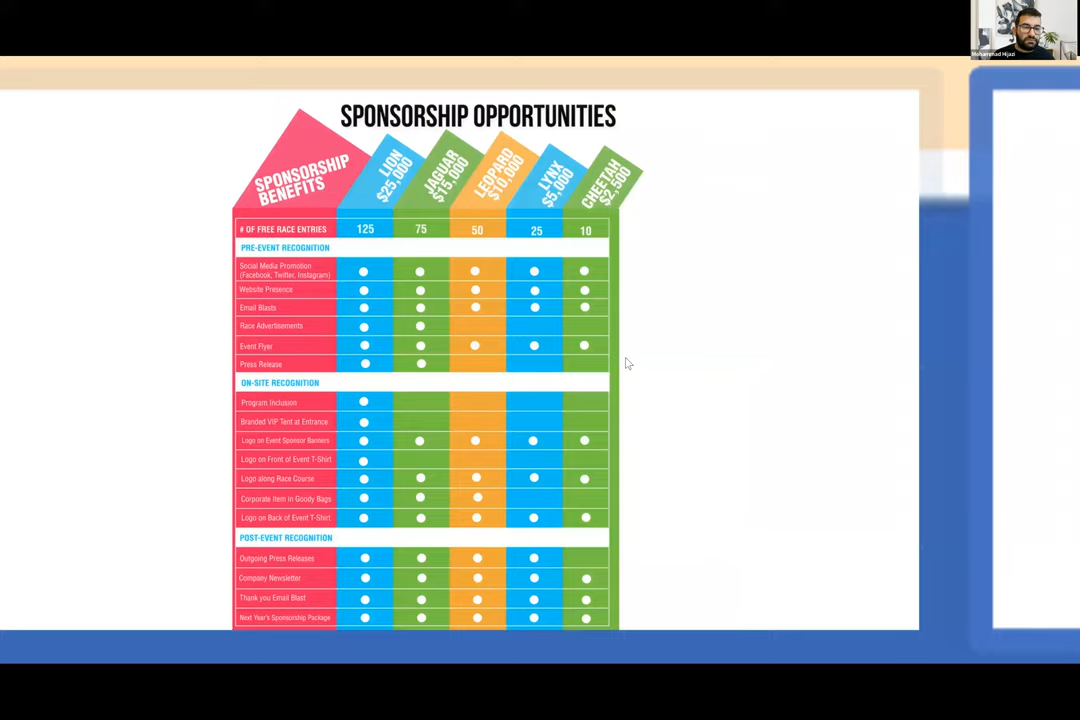 Mohammad Hijazi
SPONSORSHIP OPPORTUNITIES
SPONSORSHIP
BENEFITS
LION
$25,000
JAGUAR
$15,000
LEOPARD
$10,000
LYNX
$5,000
CHEETAH
$2,500
# OF FREE RACE ENTRIES 125 75 50 25 10
PRE-EVENT RECOGNITION
Social Media Promotion
(Facebook, Twitter, Instagram)
Website Presence
Email Blasts
Race Advertisements
Event Flyer
Press Release
ON-SITE RECOGNITION
Program Inclusion
Branded VIP Tent at Entrance
Logo on Event Sponsor Banners
Logo on Front of Event T-Shirt
Logo along Race Course
Corporate Item in Goody Bags
Logo on Back of Event T-Shirt
POST-EVENT RECOGNITION
Outgoing Press Releases
Company Newsletter
Thank you Email Blast
Next Year's Sponsorship Package